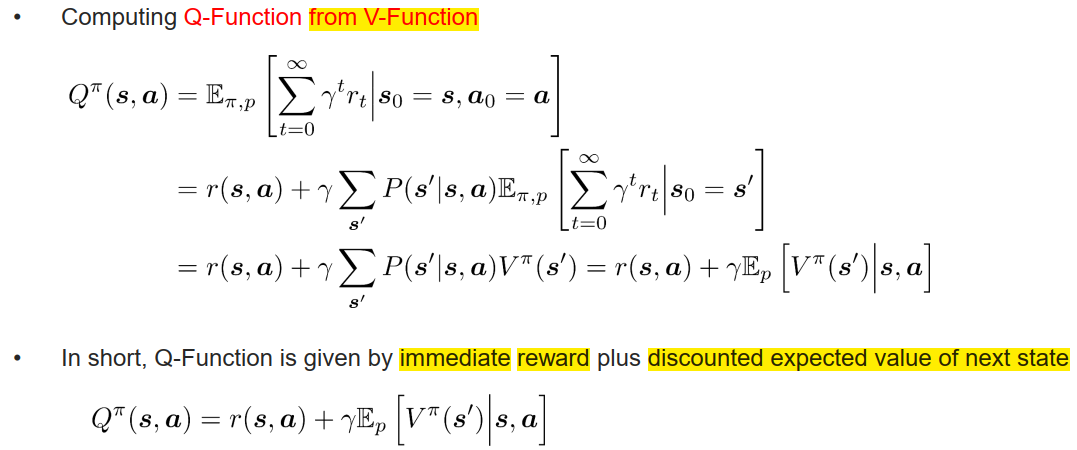 • Computing Q-Function from V-Function
$Q^{\pi}(\boldsymbol{s}, \boldsymbol{a}) = \mathbb{E}_{\pi,p}\left[\sum_{t=0}^{\infty} \gamma^t r_t \middle| \boldsymbol{s}_0 = \boldsymbol{s}, \boldsymbol{a}_0 = \boldsymbol{a}\right]$
$= r(\boldsymbol{s}, \boldsymbol{a}) + \gamma \sum_{\boldsymbol{s}'} P(\boldsymbol{s}'|\boldsymbol{s}, \boldsymbol{a}) \mathbb{E}_{\pi,p}\left[\sum_{t=0}^{\infty} \gamma^t r_t \middle| \boldsymbol{s}_0 = \boldsymbol{s}'\right]$
$= r(\boldsymbol{s}, \boldsymbol{a}) + \gamma \sum_{\boldsymbol{s}'} P(\boldsymbol{s}'|\boldsymbol{s}, \boldsymbol{a}) V^{\pi}(\boldsymbol{s}') = r(\boldsymbol{s}, \boldsymbol{a}) + \gamma \mathbb{E}_p\left[V^{\pi}(\boldsymbol{s}') \middle| \boldsymbol{s}, \boldsymbol{a}\right]$
• In short, Q-Function is given by immediate reward plus discounted expected value of next state
$Q^{\pi}(\boldsymbol{s}, \boldsymbol{a}) = r(\boldsymbol{s}, \boldsymbol{a}) + \gamma \mathbb{E}_p\left[V^{\pi}(\boldsymbol{s}') \middle| \boldsymbol{s}, \boldsymbol{a}\right]$